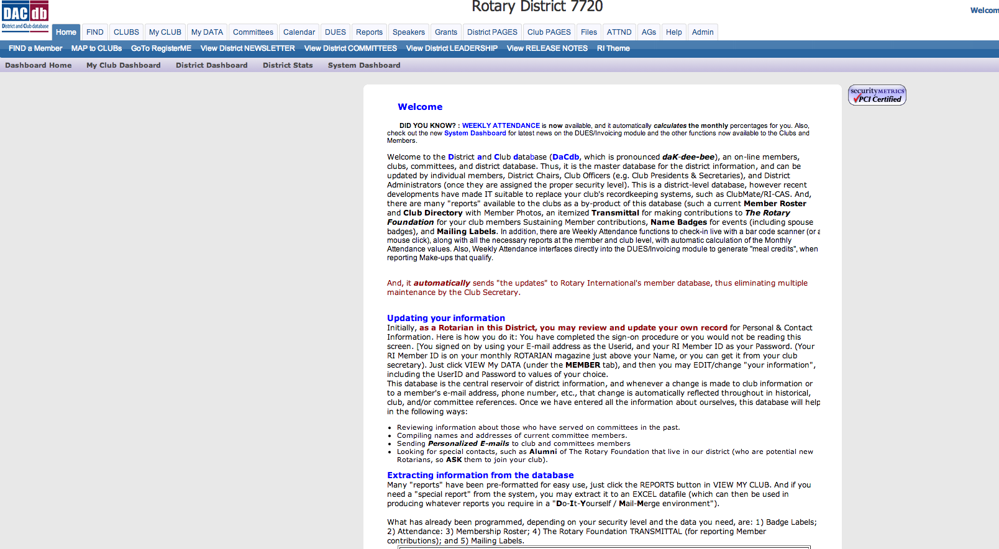 DAC db
District and Club database
Rotary District 7720
Welcom
Home FIND CLUBS My CLUB My DATA Committees Calendar DUES Reports Speakers Grants District PAGES Club PAGES Files ATTND AGs Help Admin
FIND a Member MAP to CLUBs GoTo RegisterME View District NEWSLETTER View District COMMITTEES View District LEADERSHIP View RELEASE NOTES RI Theme
Dashboard Home My Club Dashboard District Dashboard District Stats System Dashboard
securityMETRICS
PCI Certified
Welcome
DID YOU KNOW? : WEEKLY ATTENDANCE is now available, and it automatically calculates the monthly percentages for you. Also,
check out the new System Dashboard for latest news on the DUES/Invoicing module and the other functions now available to the Clubs and
Members.
Welcome to the District and Club database (DaCdb, which is pronounced daK-dee-bee), an on-line members,
clubs, committees, and district database. Thus, it is the master database for the district information, and can be
updated by individual members, District Chairs, Club Officers (e.g. Club Presidents & Secretaries), and District
Administrators (once they are assigned the proper security level). This is a district-level database, however recent
developments have made IT suitable to replace your club's recordkeeping systems, such as ClubMate/RI-CAS. And,
there are many "reports" available to the clubs as a by-product of this database (such a current Member Roster
and Club Directory with Member Photos, an itemized Transmittal for making contributions to The Rotary
Foundation for your club members Sustaining Member contributions, Name Badges for events (including spouse
badges), and Mailing Labels. In addition, there are Weekly Attendance functions to check-in live with a bar code scanner (or a
mouse click), along with all the necessary reports at the member and club level, with automatic calculation of the Monthly
Attendance values. Also, Weekly Attendance interfaces directly into the DUES/Invoicing module to generate "meal credits", when
reporting Make-ups that qualify.
And, it automatically sends "the updates" to Rotary International's member database, thus eliminating multiple
maintenance by the Club Secretary.
Updating your information
Initially, as a Rotarian in this District, you may review and update your own record for Personal & Contact
Information. Here is how you do it: You have completed the sign-on procedure or you would not be reading this
screen. [You signed on by using your E-mail address as the Userid, and your RI Member ID as your Password. (Your
RI Member ID is on your monthly ROTARIAN magazine just above your Name, or you can get it from your club
secretary). Just click VIEW My DATA (under the MEMBER tab), and then you may EDIT/change "your information",
including the UserID and Password to values of your choice.
This database is the central reservoir of district information, and whenever a change is made to club information or
to a member's e-mail address, phone number, etc., that change is automatically reflected throughout in historical,
club, and/or committee references. Once we have entered all the information about ourselves, this database will help
in the following ways:
• Reviewing information about those who have served on committees in the past.
• Compiling names and addresses of current committee members.
• Sending Personalized E-mails to club and committees members
• Looking for special contacts, such as Alumni of The Rotary Foundation that live in our district (who are potential new
Rotarians, so ASK them to join your club).
Extracting information from the database
Many "reports" have been pre-formatted for easy use, just click the REPORTS button in VIEW MY CLUB. And if you
need a "special report" from the system, you may extract it to an EXCEL datafile (which can then be used in
producing whatever reports you require in a "Do-It-Yourself / Mail-Merge environment").
What has already been programmed, depending on your security level and the data you need, are: 1) Badge Labels;
2) Attendance: 3) Membership Roster; 4) The Rotary Foundation TRANSMITTAL (for reporting Member
contributions); and 5) Mailing Labels.